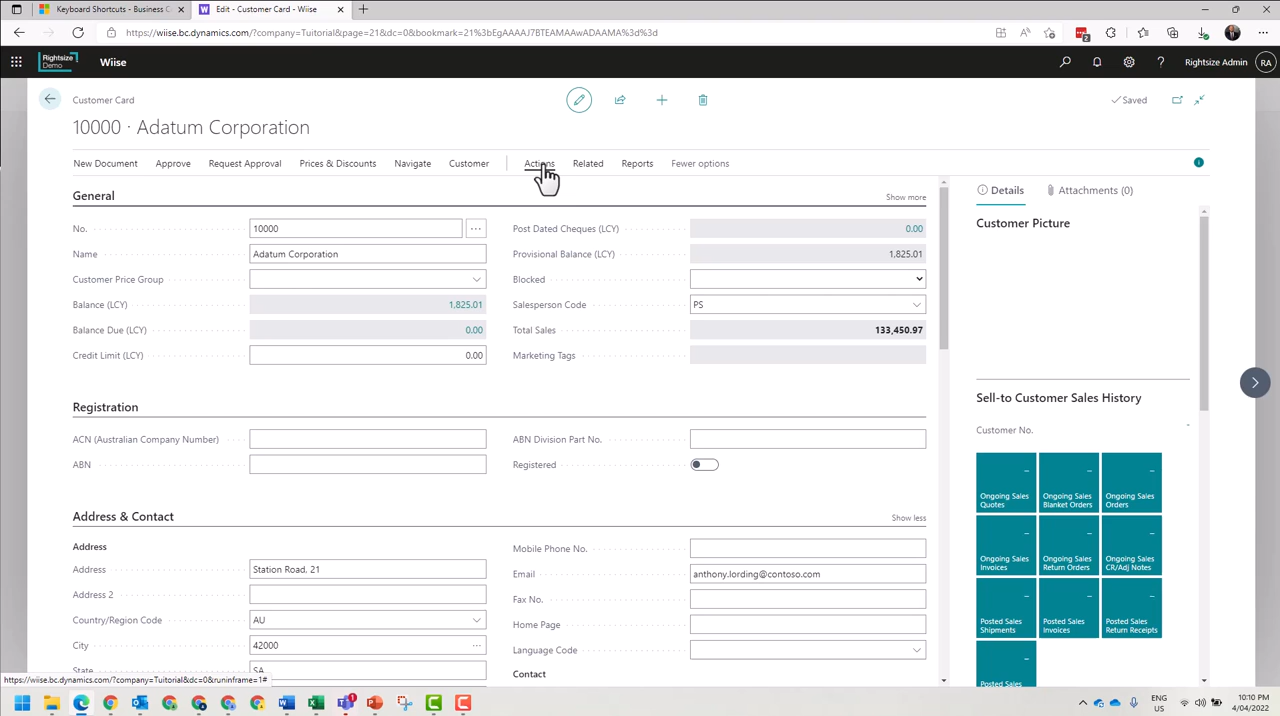 Keyboard Shortcuts - Business C
Edit - Customer Card - Wiise
https://wiise.bc.dynamics.com/?company=Tuitorial&page=21&dc=0&bookmark=21%3bEgAAAAJ7BTEAMAAwADAAMA%3d%3d
2
Rightsize
Demo
Wiise
Rightsize Admin
RA
Customer Card
Saved
10000 · Adatum Corporation
New Document
Approve
Request Approval
Prices & Discounts
Navigate
Customer
Actions
Related
Reports
Fewer options
General
Show more
No.
10000
Name
Adatum Corporation
Customer Price Group
Balance (LCY)
1,825.01
Balance Due (LCY)
0.00
Credit Limit (LCY)
0.00
Post Dated Cheques (LCY)
0.00
Provisional Balance (LCY)
1,825.01
Blocked
Salesperson Code
PS
Total Sales
133,450.97
Marketing Tags
Registration
ACN (Australian Company Number)
ABN
ABN Division Part No.
Registered
Address & Contact
Show less
Address
Address
Station Road, 21
Address 2
Country/Region Code
AU
City
42000
State
SA
Mobile Phone No.
Email
anthony.lording@contoso.com
Fax No.
Home Page
Language Code
Contact
Details
Attachments (0)
Customer Picture
Sell-to Customer Sales History
Customer No.
Ongoing Sales
Quotes
Ongoing Sales
Blanket Orders
Ongoing Sales
Orders
Ongoing Sales
Invoices
Ongoing Sales
Return Orders
Ongoing Sales
CR/Adj Notes
Posted Sales
Shipments
Posted Sales
Invoices
Posted Sales
Return Receipts
Posted Sales
https://wiise.bc.dynamics.com/?company=Tuitorial&dc=0&runinframe=1#
1
ENG
QPY
10:10 PM
4/04/2022